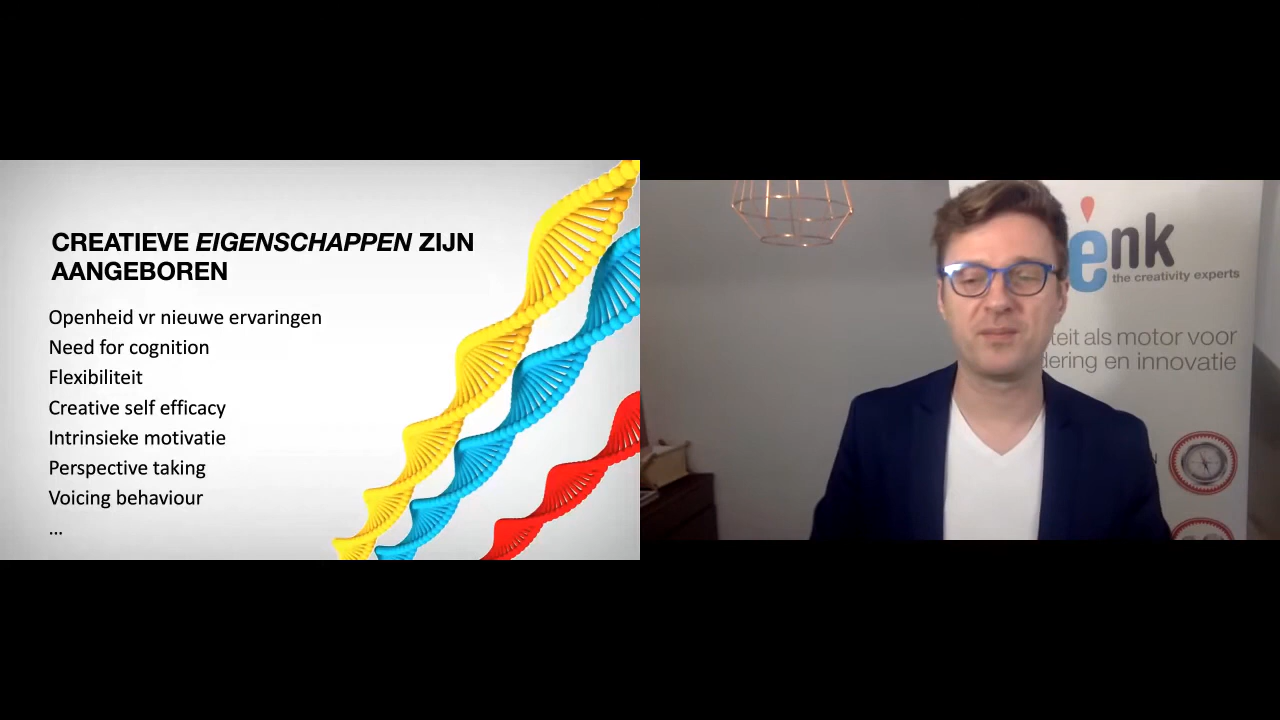 CREATIEVE EIGENSCHAPPEN ZIJN
AANGEBOREN
Openheid vr nieuwe ervaringen
Need for cognition
Flexibiliteit
Creative self efficacy
Intrinsieke motivatie
Perspective taking
Voicing behaviour
...
enk
the creativity experts
teit als motor voor
dering en innovatie
N